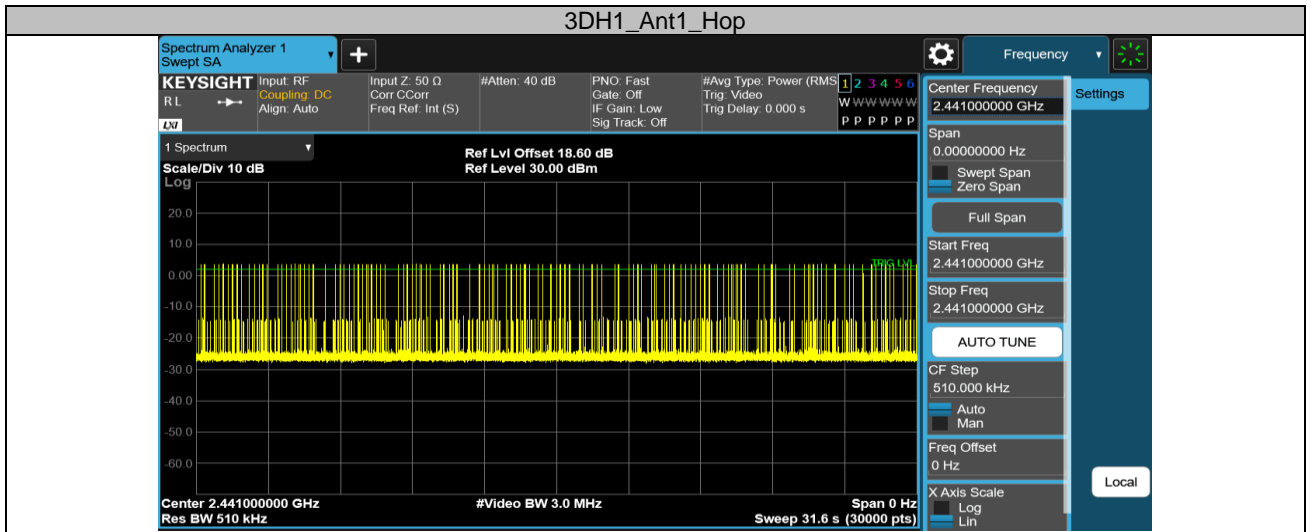 3DH1_Ant1_Hop
Spectrum Analyzer 1
Swept SA
Frequency
KEYSIGHT
RL
LXI
Input: RF
Coupling: DC
Align: Auto
Input Z: 50 Ω
Corr CCorr
Freq Ref: Int (S)
#Atten: 40 dB
PNO: Fast
Gate: Off
IF Gain: Low
Sig Track: Off
#Avg Type: Power (RMS
Trig: Video
Trig Delay: 0.000 s
1 2 3 4 5 6
W W W W W W
P P P P P P
1 Spectrum
Scale/Div 10 dB
Ref Lvl Offset 18.60 dB
Ref Level 30.00 dBm
Log
20.0
10.0
0.00
-10.0
-20.0
-30.0
-40.0
-50.0
-60.0
TRIG LVL
Center 2.441000000 GHz
Res BW 510 kHz
#Video BW 3.0 MHz
Span 0 Hz
Sweep 31.6 s (30000 pts)
Center Frequency
2.441000000 GHz
Span
0.00000000 Hz
Swept Span
Zero Span
Full Span
Start Freq
2.441000000 GHz
Stop Freq
2.441000000 GHz
AUTO TUNE
CF Step
510.000 kHz
Auto
Man
Freq Offset
0 Hz
X Axis Scale
Log
Lin
Settings
Local